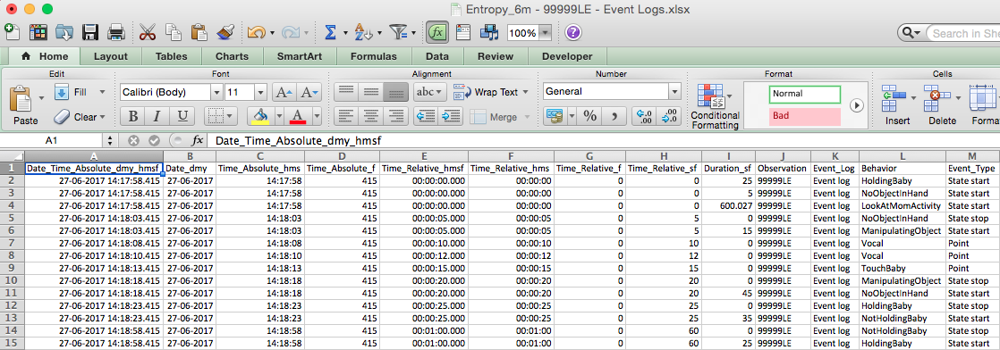 Entropy_6m - 99999LE - Event Logs.xlsx
100% Search in She
Home Layout Tables Charts SmartArt Formulas Data Review Developer
Edit Font Alignment Number Format Cells
Paste Fill Clear Calibri (Body) 11 A A B I U A abc Wrap Text Merge General % , .0 .00 .00 .0 Conditional Formatting Normal Bad Insert Delete Forma
A1 fx Date_Time_Absolute_dmy_hmsf
A B C D E F G H I J K L M
1 Date_Time_Absolute_dmy_hmsf Date_dmy Time_Absolute_hms Time_Absolute_f Time_Relative_hmsf Time_Relative_hms Time_Relative_f Time_Relative_sf Duration_sf Observation Event_Log Behavior Event_Type
2 27-06-2017 14:17:58.415 27-06-2017 14:17:58 415 00:00:00.000 00:00:00 0 0 25 99999LE Event log HoldingBaby State start
3 27-06-2017 14:17:58.415 27-06-2017 14:17:58 415 00:00:00.000 00:00:00 0 0 5 99999LE Event log NoObjectInHand State start
4 27-06-2017 14:17:58.415 27-06-2017 14:17:58 415 00:00:00.000 00:00:00 0 0 600.027 99999LE Event log LookAtMomActivity State start
5 27-06-2017 14:18:03.415 27-06-2017 14:18:03 415 00:00:05.000 00:00:05 0 5 0 99999LE Event log NoObjectInHand State stop
6 27-06-2017 14:18:03.415 27-06-2017 14:18:03 415 00:00:05.000 00:00:05 0 5 15 99999LE Event log ManipulatingObject State start
7 27-06-2017 14:18:08.415 27-06-2017 14:18:08 415 00:00:10.000 00:00:10 0 10 0 99999LE Event log Vocal Point
8 27-06-2017 14:18:10.415 27-06-2017 14:18:10 415 00:00:12.000 00:00:12 0 12 0 99999LE Event log Vocal Point
9 27-06-2017 14:18:13.415 27-06-2017 14:18:13 415 00:00:15.000 00:00:15 0 15 0 99999LE Event log TouchBaby Point
10 27-06-2017 14:18:18.415 27-06-2017 14:18:18 415 00:00:20.000 00:00:20 0 20 0 99999LE Event log ManipulatingObject State stop
11 27-06-2017 14:18:18.415 27-06-2017 14:18:18 415 00:00:20.000 00:00:20 0 20 45 99999LE Event log NoObjectInHand State start
12 27-06-2017 14:18:23.415 27-06-2017 14:18:23 415 00:00:25.000 00:00:25 0 25 0 99999LE Event log HoldingBaby State stop
13 27-06-2017 14:18:23.415 27-06-2017 14:18:23 415 00:00:25.000 00:00:25 0 25 35 99999LE Event log NotHoldingBaby State start
14 27-06-2017 14:18:58.415 27-06-2017 14:18:58 415 00:01:00.000 00:01:00 0 60 0 99999LE Event log NotHoldingBaby State stop
15 27-06-2017 14:18:58.415 27-06-2017 14:18:58 415 00:01:00.000 00:01:00 0 60 25 99999LE Event log HoldingBaby State start